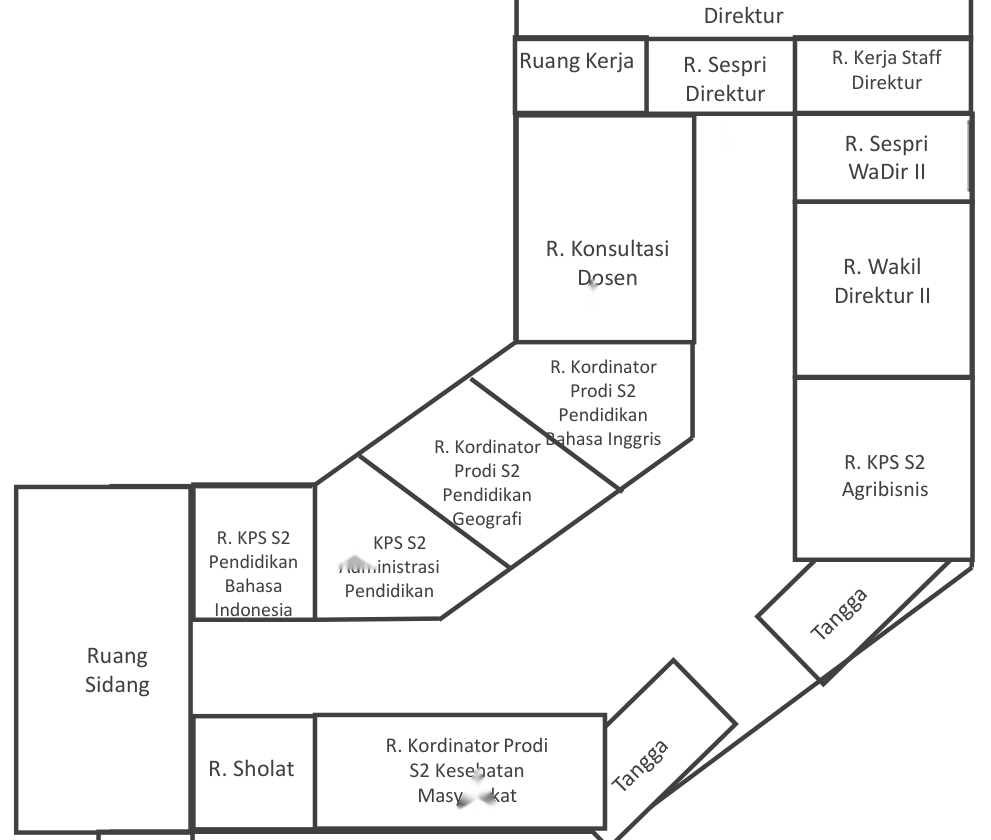 Direktur
Ruang Kerja
R. Sespri
Direktur
R. Kerja Staff
Direktur
R. Sespri
WaDir II
R. Konsultasi
Dosen
R. Wakil
Direktur II
R. Kordinator
Prodi S2
Pendidikan
Bahasa Inggris
R. Kordinator
Prodi S2
Pendidikan
Geografi
R. KPS S2
Agribisnis
R. KPS S2
Pendidikan
Bahasa
Indonesia
KPS S2
Administrasi
Pendidikan
Tangga
Ruang
Sidang
R. Sholat
R. Kordinator Prodi
S2 Kesehatan
Tangga